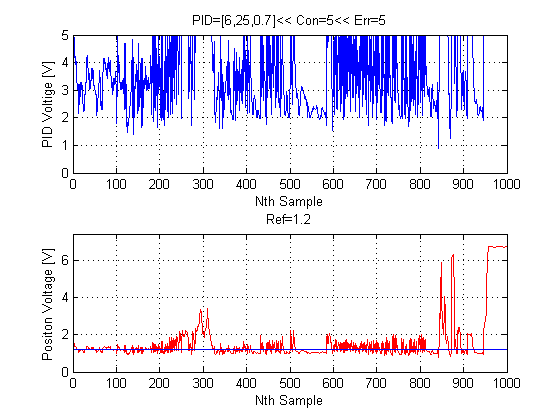 PID=[6,25,0.7]<< Con=5<< Err=5
PID Voltige [V]
5
4
3
2
1
0
0 100 200 300 400 500 600 700 800 900 1000
Nth Sample
Ref=1.2
Positon Voltage [V]
6
4
2
0
0 100 200 300 400 500 600 700 800 900 1000
Nth Sample